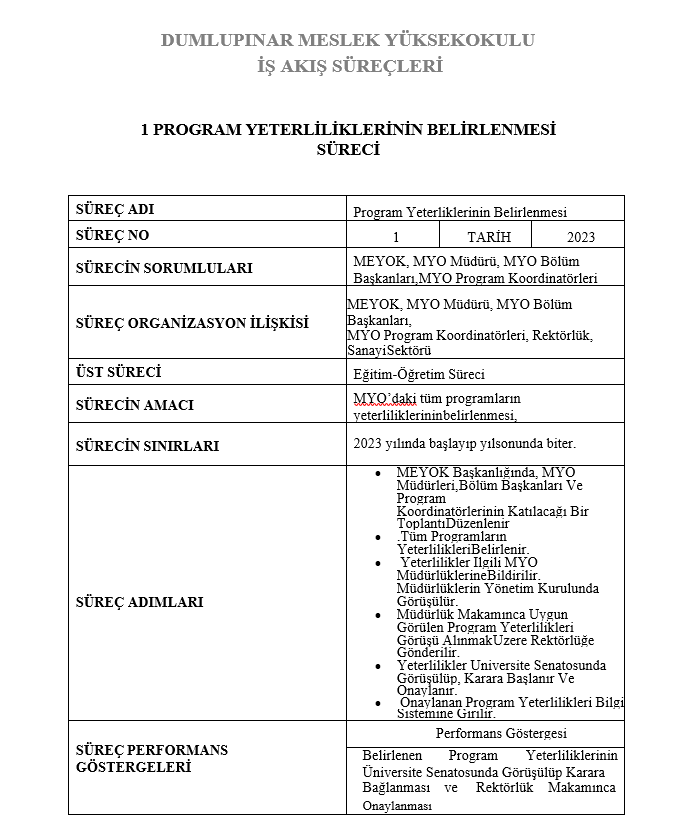 DUMLUPINAR MESLEK YÜKSEKOKULU
İŞ AKIŞ SÜREÇLERİ
1 PROGRAM YETERLİLİKLERİNİN BELİRLENMESİ
SÜRECİ
SÜREÇ ADI
Program Yeterliklerinin Belirlenmesi
SÜREÇ NO
1 TARİH 2023
SÜRECİN SORUMLULARI
MEYOK, MYO Müdürü, MYO Bölüm
Başkanları,MYO Program Koordinatörleri
SÜREÇ ORGANİZASYON İLİŞKİSİ
MEYOK, MYO Müdürü, MYO Bölüm
Başkanları,
MYO Program Koordinatörleri, Rektörlük,
SanayiSektörü
ÜST SÜRECİ
Eğitim-Öğretim Süreci
SÜRECİN AMACI
MYO’daki tüm programların
yeterliliklerininbelirlenmesi,
SÜRECİN SINIRLARI
2023 yılında başlayıp yılsonunda biter.
SÜREÇ ADIMLARI
• MEYOK Başkanlığında, MYO
Müdürleri,Bölüm Başkanları Ve
Program
Koordinatörlerinin Katılacağı Bir
ToplantıDüzenlenir
• .Tüm Programların
YeterlilikleriBelirlenir.
• Yeterlilikler Ilgili MYO
MüdürlüklerineBildirilir.
Müdürlüklerin Yönetim Kurulunda
Görüşülür.
• Müdürlük Makamınca Uygun
Görülen Program Yeterlilikleri
Görüşü AlınmakUzere Rektörlüğe
Gönderilir.
• Yeterlilikler Universite Senatosunda
Görüşülüp, Karara Başlanır Ve
Onaylanır.
• Onaylanan Program Yeterlilikleri Bilgi
Sistemine Girilir.
SÜREÇ PERFORMANS
GÖSTERGELERİ
Performans Göstergesi
Belirlenen Program Yeterliliklerinin
Üniversite Senatosunda Görüşülüp Karara
Bağlanması ve Rektörlük Makamınca
Onaylanması